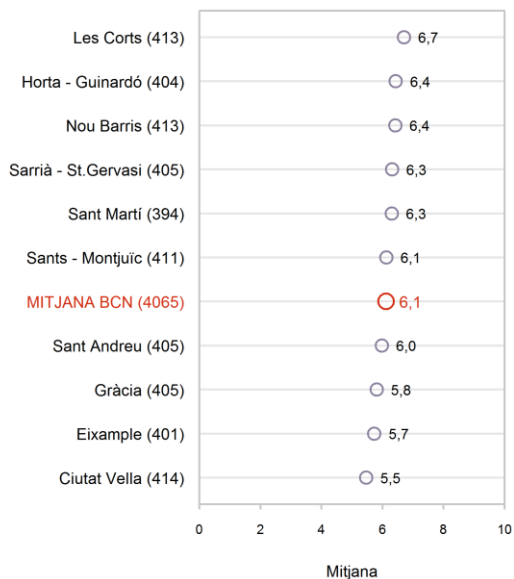 Les Corts (413) 6,7
Horta - Guinardó (404) 6,4
Nou Barris (413) 6,4
Sarrià - St.Gervasi (405) 6,3
Sant Martí (394) 6,3
Sants - Montjuïc (411) 6,1
MITJANA BCN (4065) 6,1
Sant Andreu (405) 6,0
Gràcia (405) 5,8
Eixample (401) 5,7
Ciutat Vella (414) 5,5
0 2 4 6 8 10
Mitjana